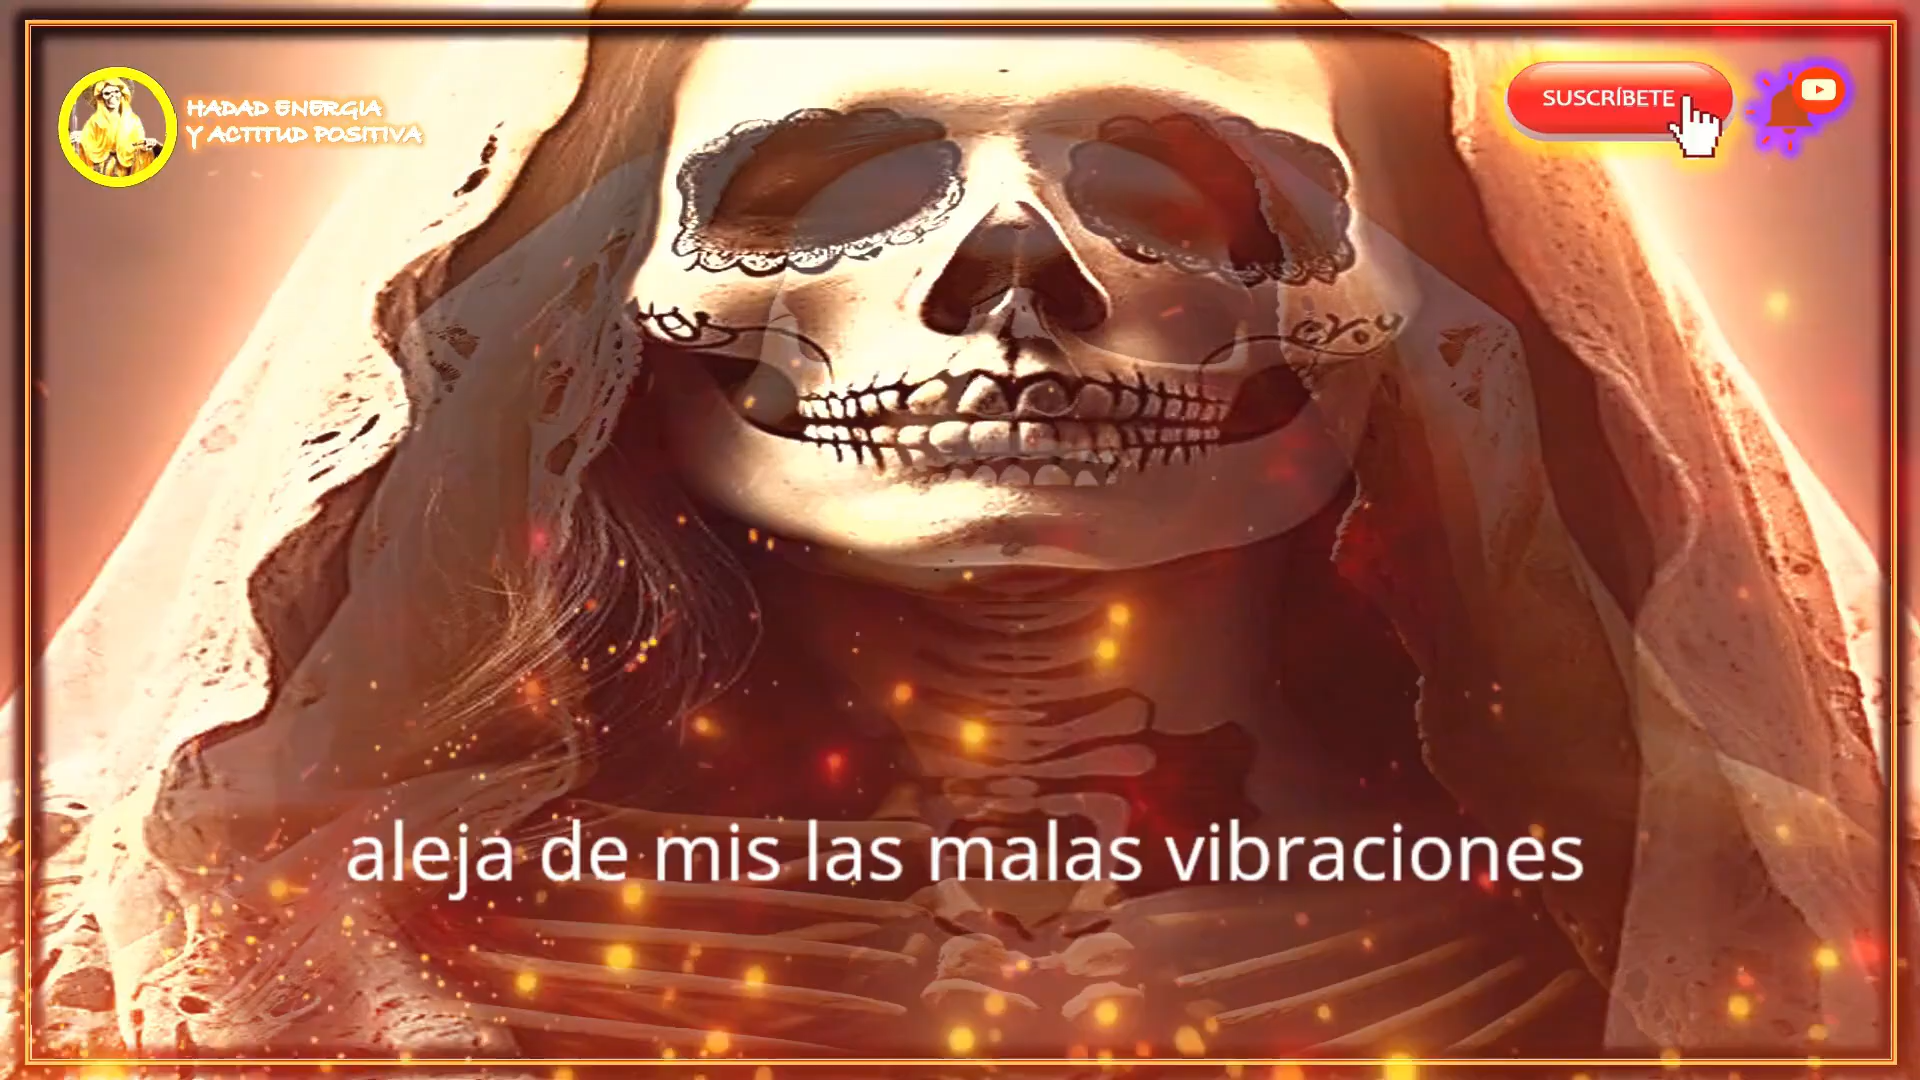 HADAD ENERGIA
Y ACTITUD POSITIVA
SUSCRÍBETE
aleja de mis las malas vibraciones